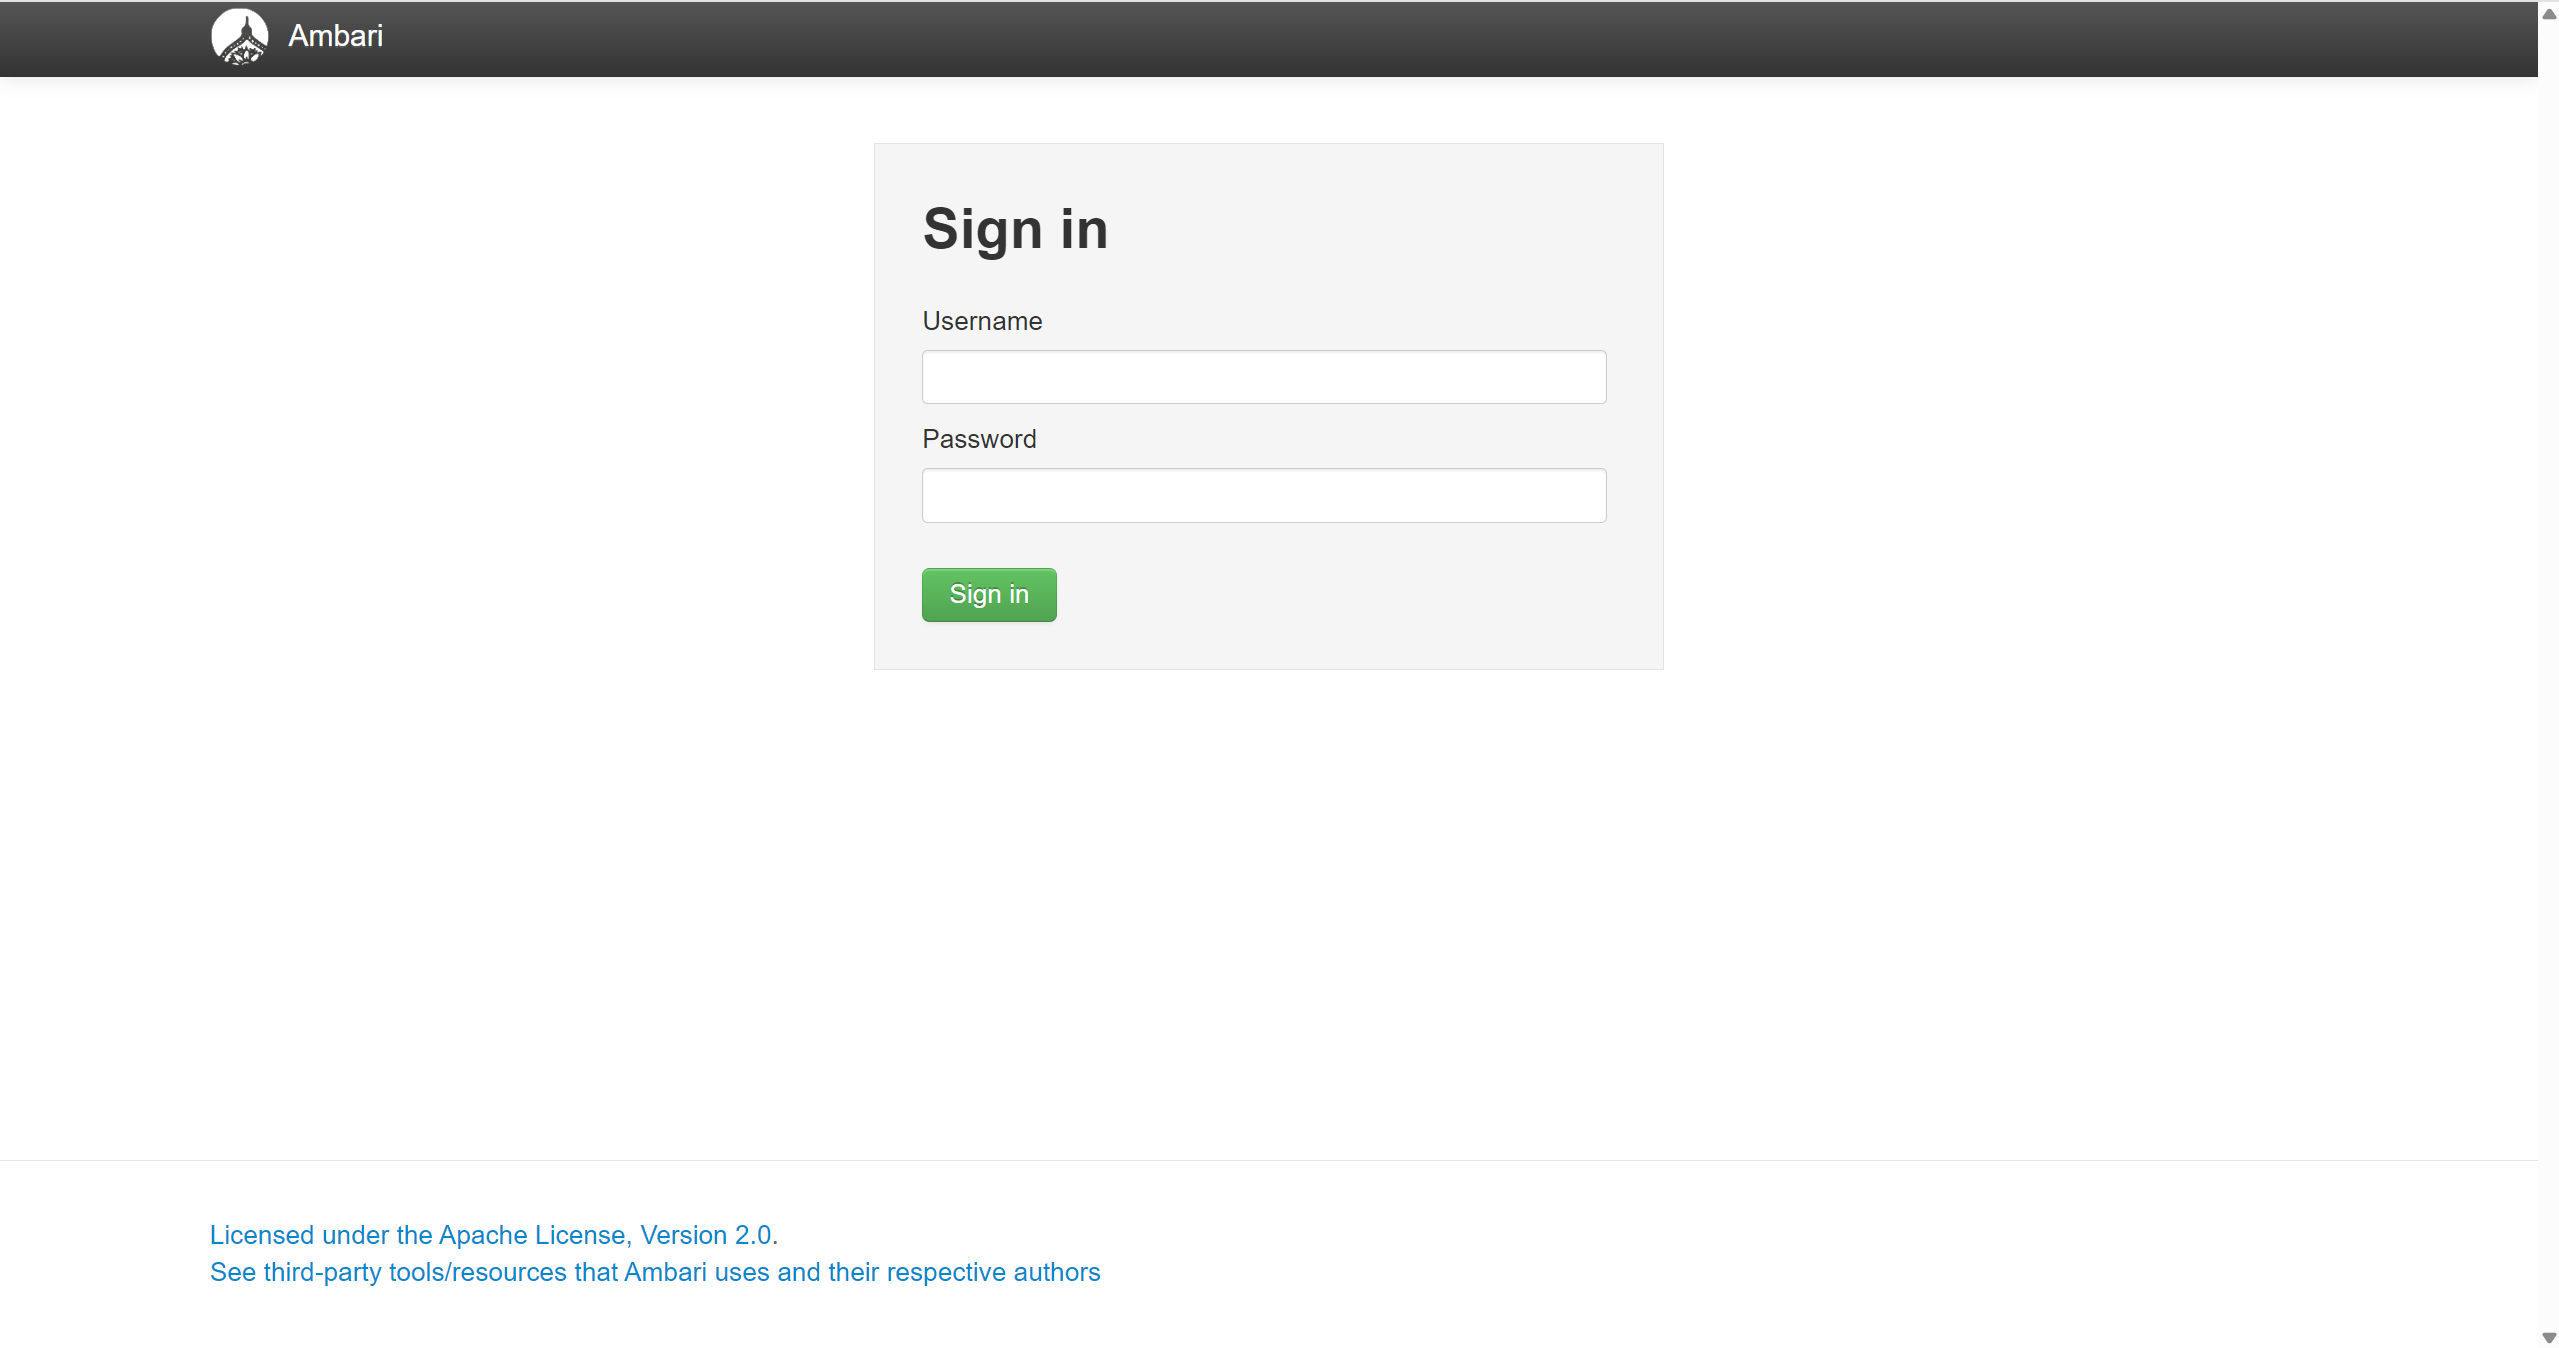 Ambari
Sign in
Username
Password
Sign in
Licensed under the Apache License, Version 2.0.
See third-party tools/resources that Ambari uses and their respective authors